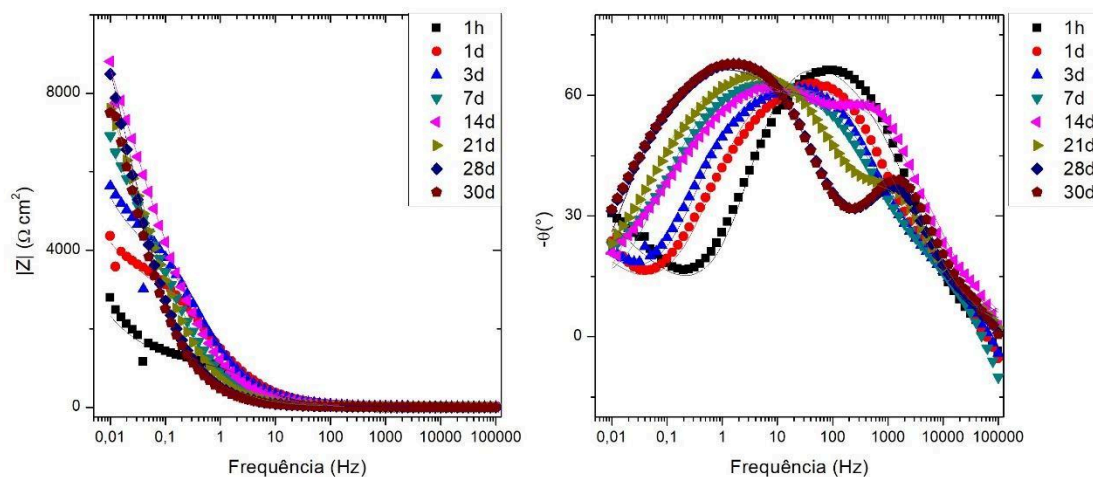 1h
1d
3d
7d
14d
21d
28d
30d
8000
4000
0
|Z| (Ω cm²)
0,01 0,1 1 10 100 1000 10000 100000
Frequência (Hz)
1h
1d
3d
7d
14d
21d
28d
30d
60
30
0
-θ(°)
0,01 0,1 1 10 100 1000 10000 100000
Frequência (Hz)